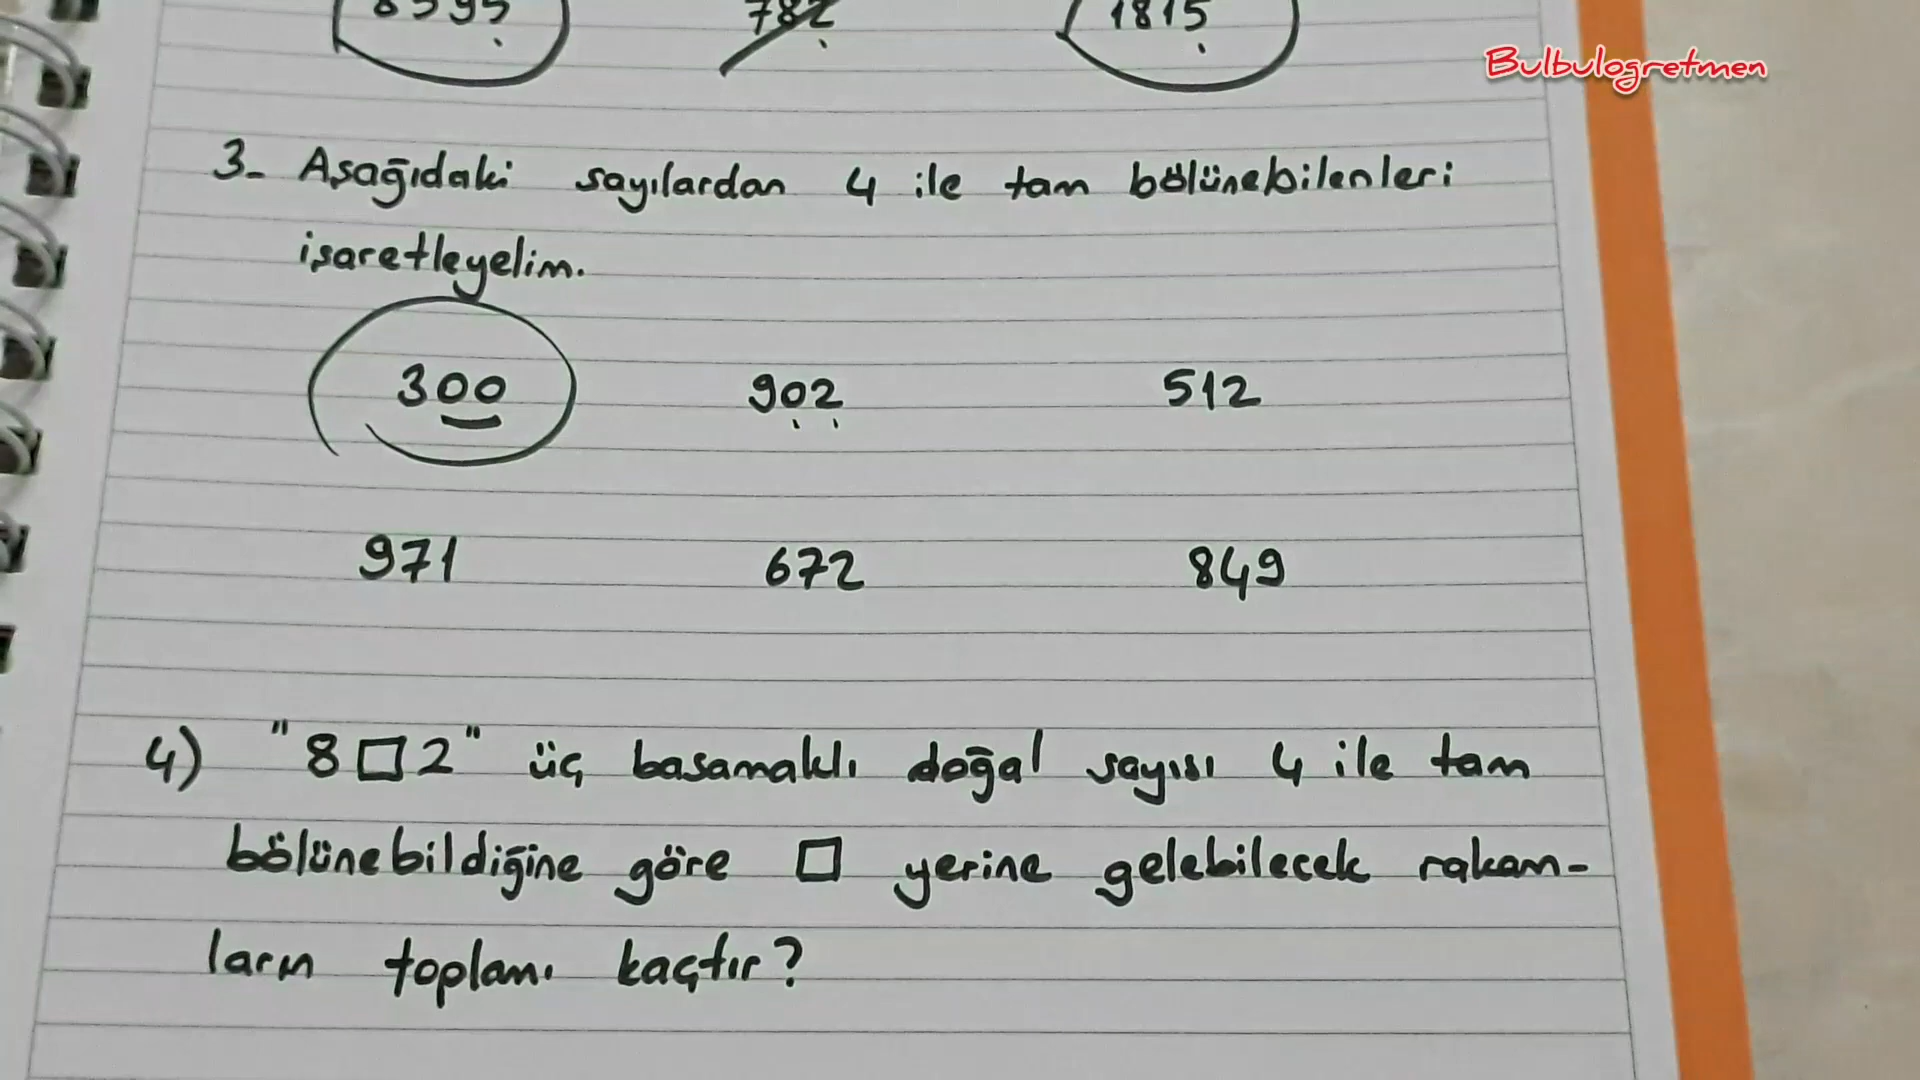 782
1815
Bulbulogretmen
3- Aşağıdaki sayılardan 4 ile tam bölünebilenleri
işaretleyelim.
300 902 512
971 672 849
4) "8□2" üç basamaklı doğal sayısı 4 ile tam
bölünebildiğine göre □ yerine gelebilecek rakam-
ların toplamı kaçtır?